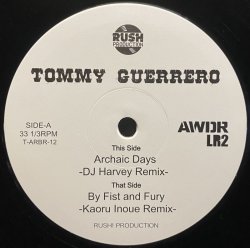 RUSH!
PRODUCTION
TOMMY GUERRERO
SIDE-A
33 1/3RPM
T-ARBR-12
AWDR
LR2
This Side
Archaic Days
-DJ Harvey Remix-
That Side
By Fist and Fury
-Kaoru Inoue Remix-
RUSH! PRODUCTION